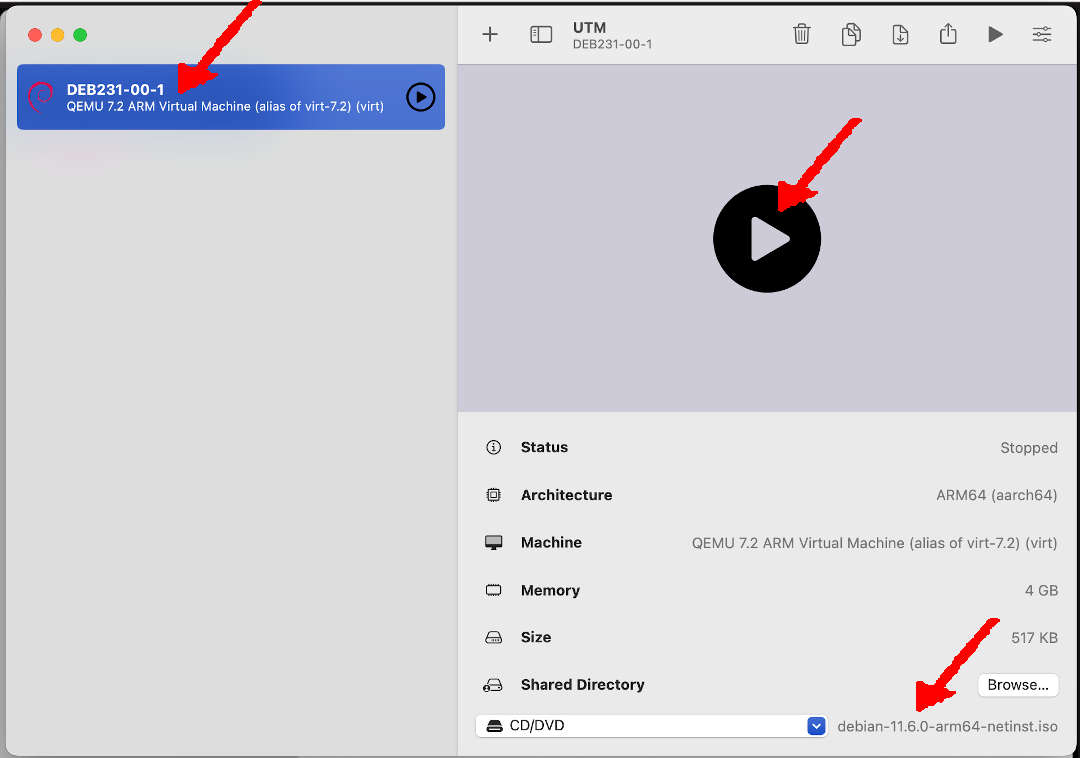 UTM
DEB231-00-1
DEB231-00-1
QEMU 7.2 ARM Virtual Machine (alias of virt-7.2) (virt)
Status Stopped
Architecture ARM64 (aarch64)
Machine QEMU 7.2 ARM Virtual Machine (alias of virt-7.2) (virt)
Memory 4 GB
Size 517 KB
Shared Directory Browse...
CD/DVD debian-11.6.0-arm64-netinst.iso